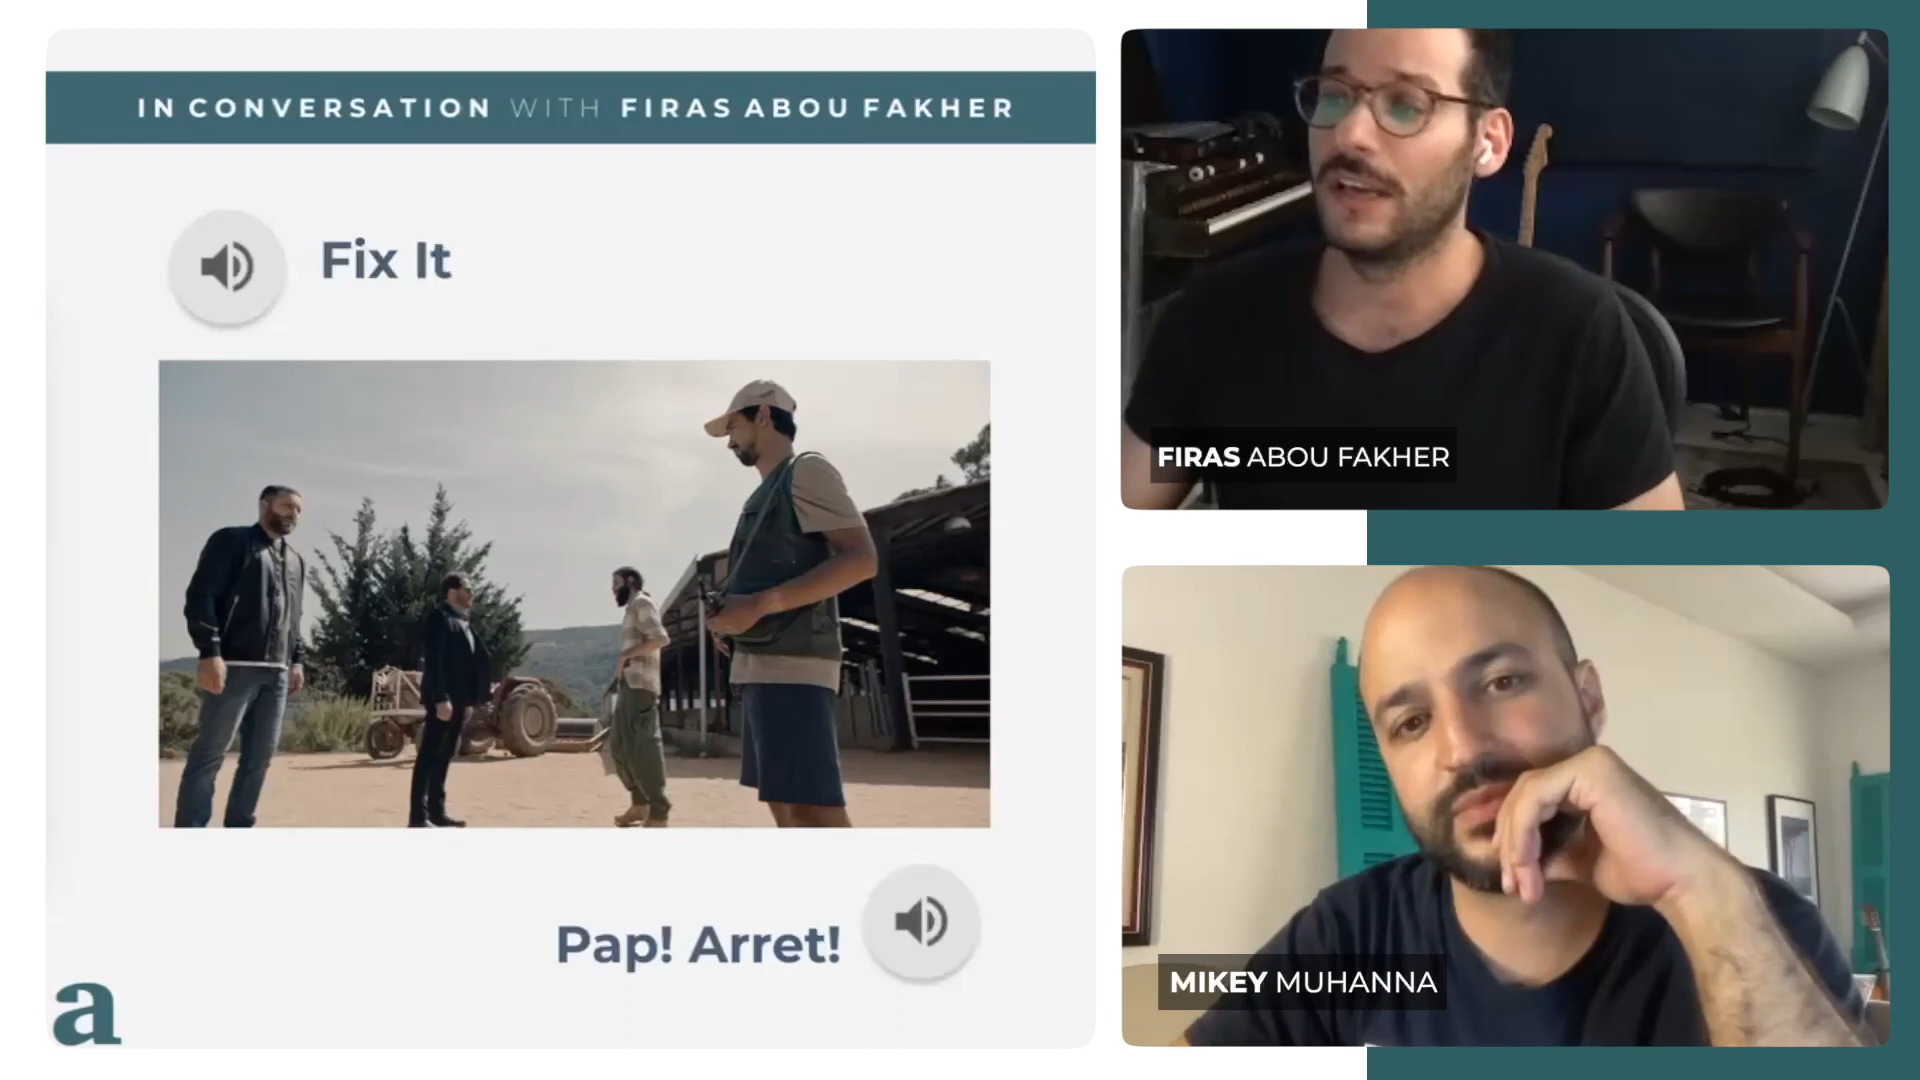 IN CONVERSATION WITH FIRAS ABOU FAKHER
Fix It
Pap! Arret!
a
FIRAS ABOU FAKHER
MIKEY MUHANNA